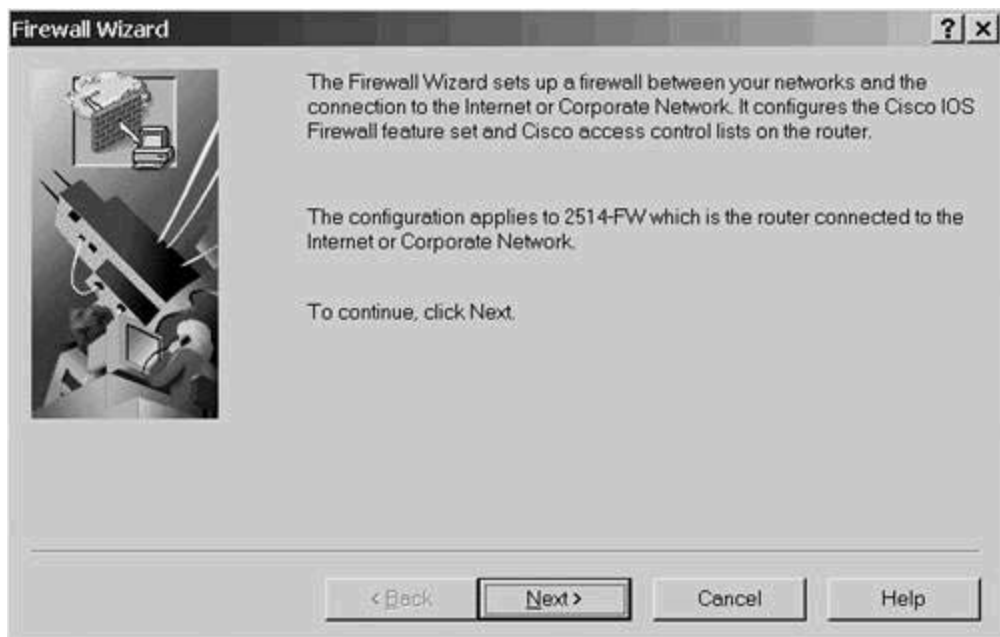 Firewall Wizard
? ×
The Firewall Wizard sets up a firewall between your networks and the
connection to the Internet or Corporate Network. It configures the Cisco IOS
Firewall feature set and Cisco access control lists on the router.
The configuration applies to 2514-FW which is the router connected to the
Internet or Corporate Network.
To continue, click Next.
< Back Next > Cancel Help